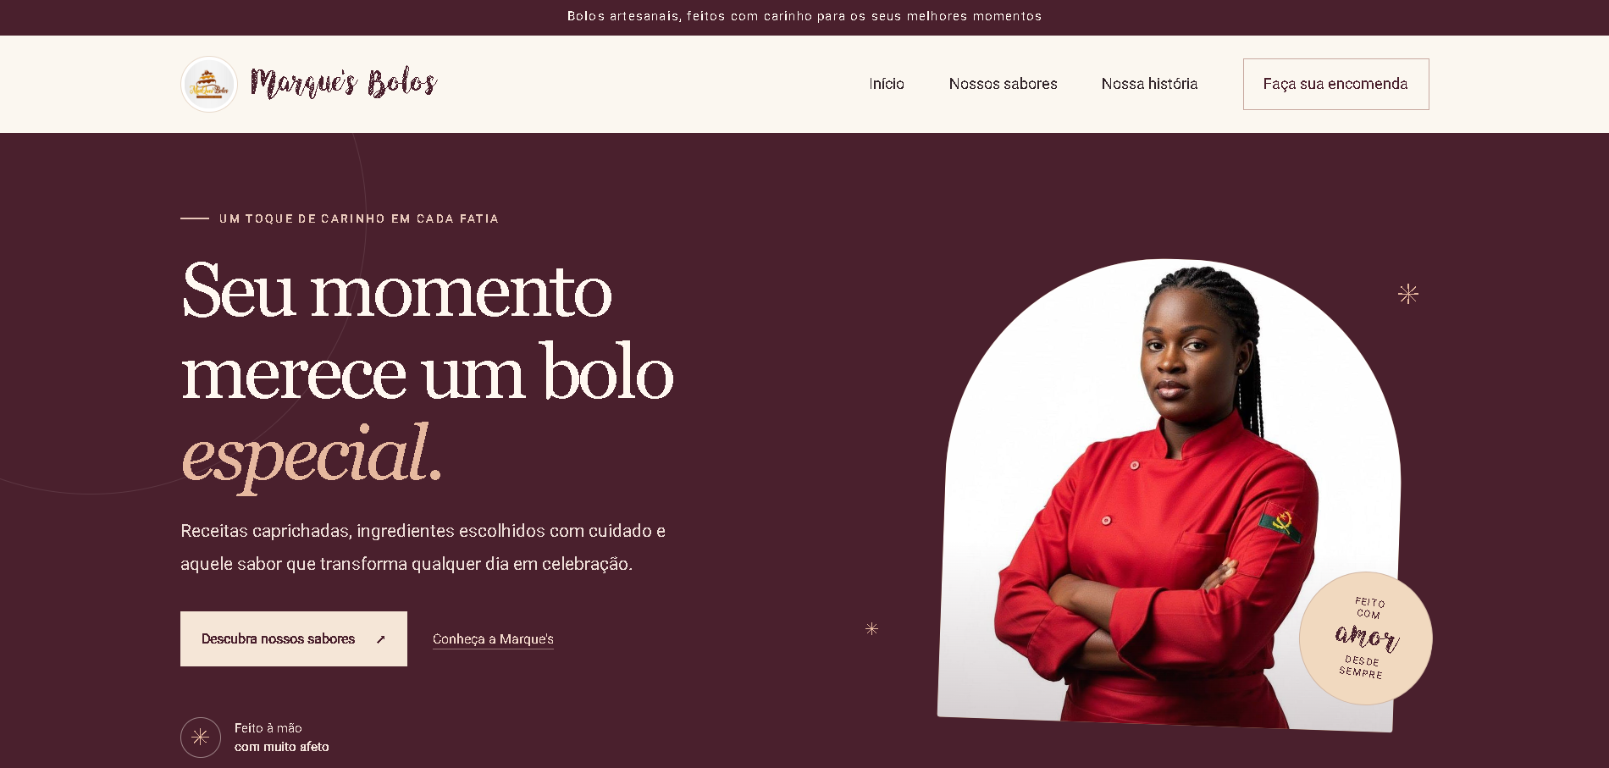 Bolos artesanais, feitos com carinho para os seus melhores momentos
Marque's Bolos
Início
Nossos sabores
Nossa história
Faça sua encomenda
UM TOQUE DE CARINHO EM CADA FATIA
Seu momento
merece um bolo
especial.
Receitas caprichadas, ingredientes escolhidos com cuidado e
aquele sabor que transforma qualquer dia em celebração.
Descubra nossos sabores
Conheça a Marque's
Feito à mão
com muito afeto
FEITO
COM
amor
DESDE
SEMPRE